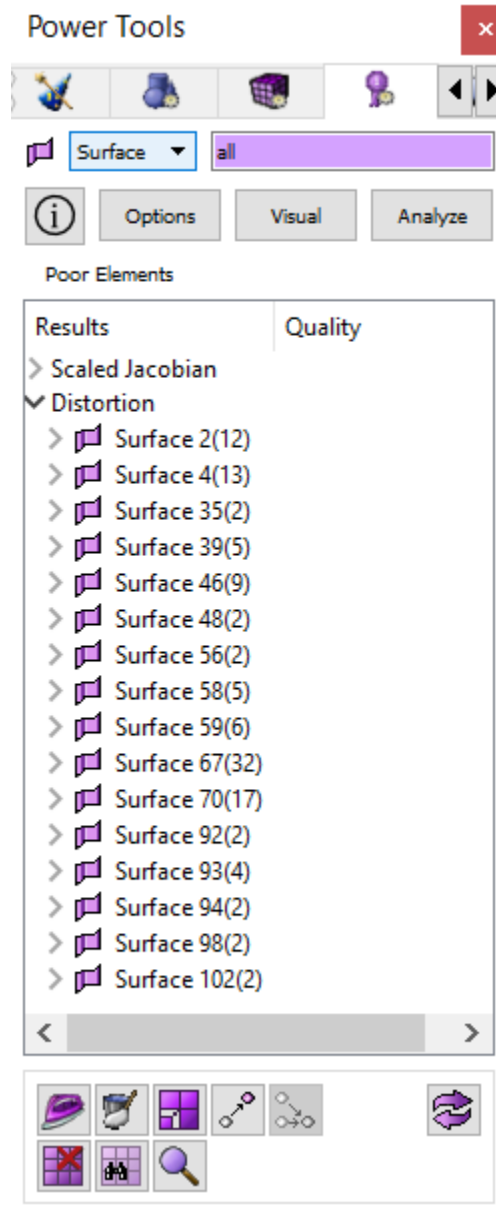 Power Tools
Surface all
Options Visual Analyze
Poor Elements
Results Quality
Scaled Jacobian
Distortion
Surface 2(12)
Surface 4(13)
Surface 35(2)
Surface 39(5)
Surface 46(9)
Surface 48(2)
Surface 56(2)
Surface 58(5)
Surface 59(6)
Surface 67(32)
Surface 70(17)
Surface 92(2)
Surface 93(4)
Surface 94(2)
Surface 98(2)
Surface 102(2)